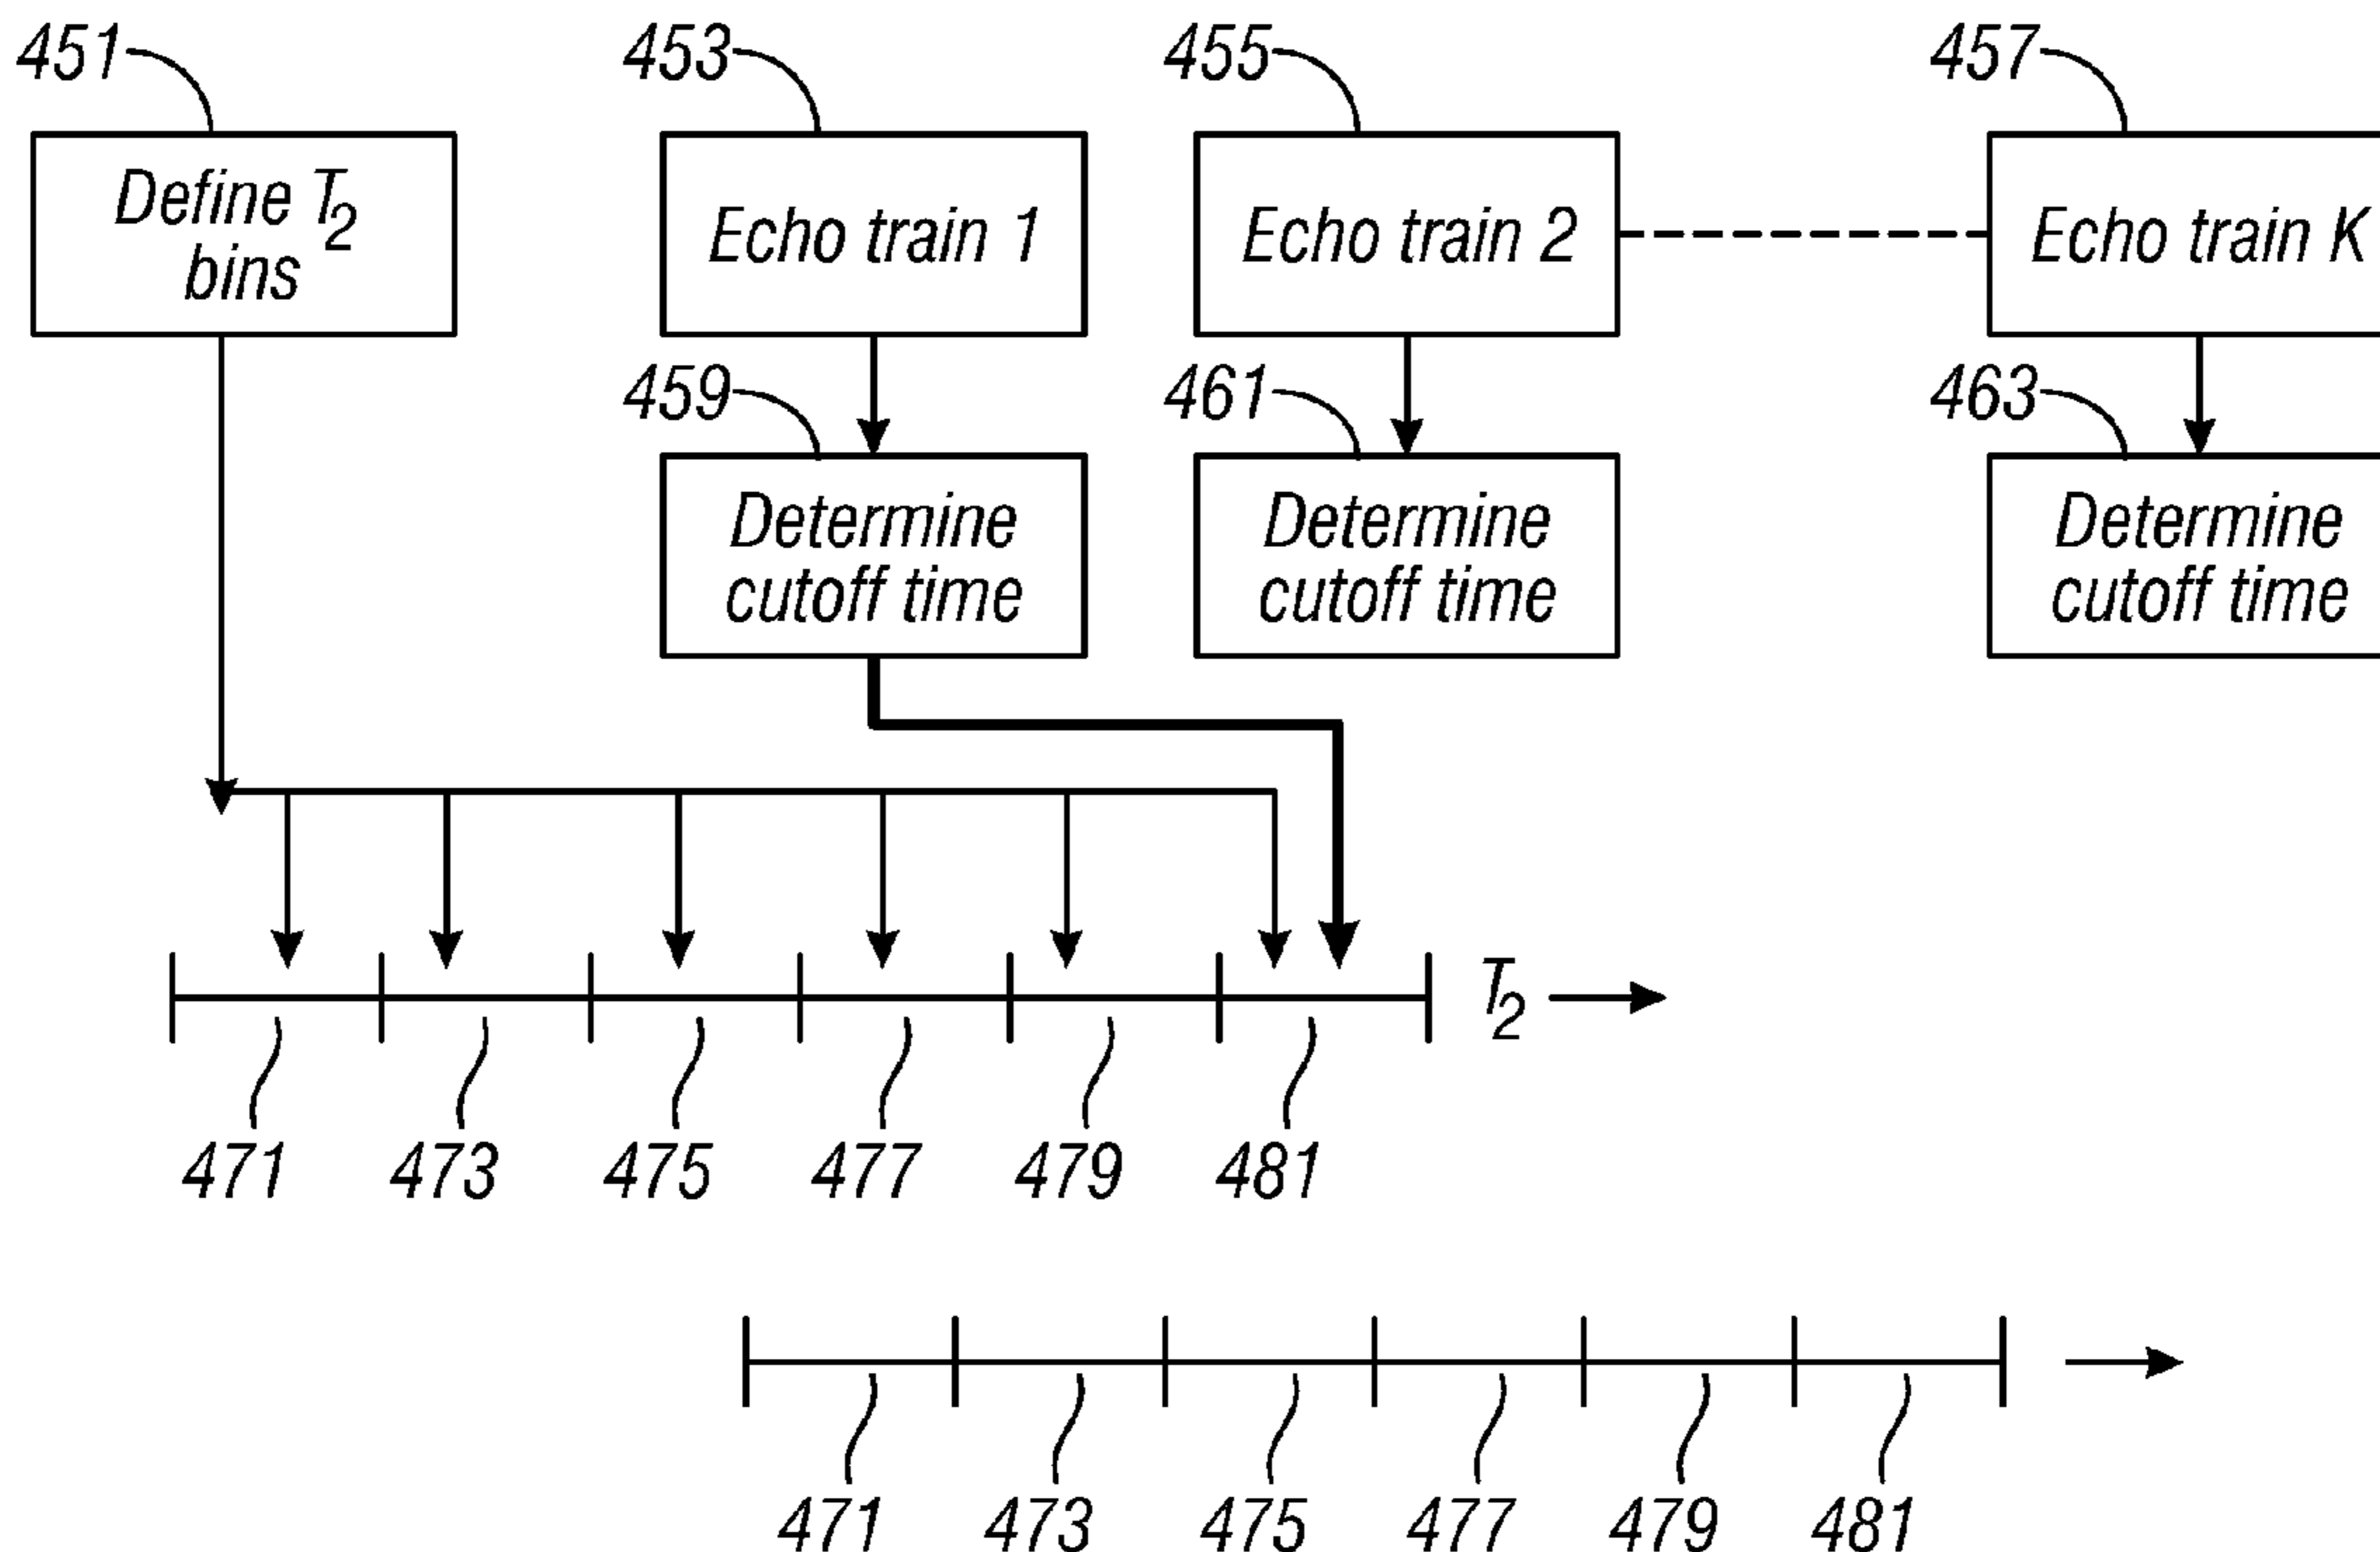 451
453
455
457
Define T2
bins
Echo train 1
Echo train 2
Echo train K
459
461
463
Determine
cutoff time
Determine
cutoff time
Determine
cutoff time
T2
471
473
475
477
479
481
471
473
475
477
479
481